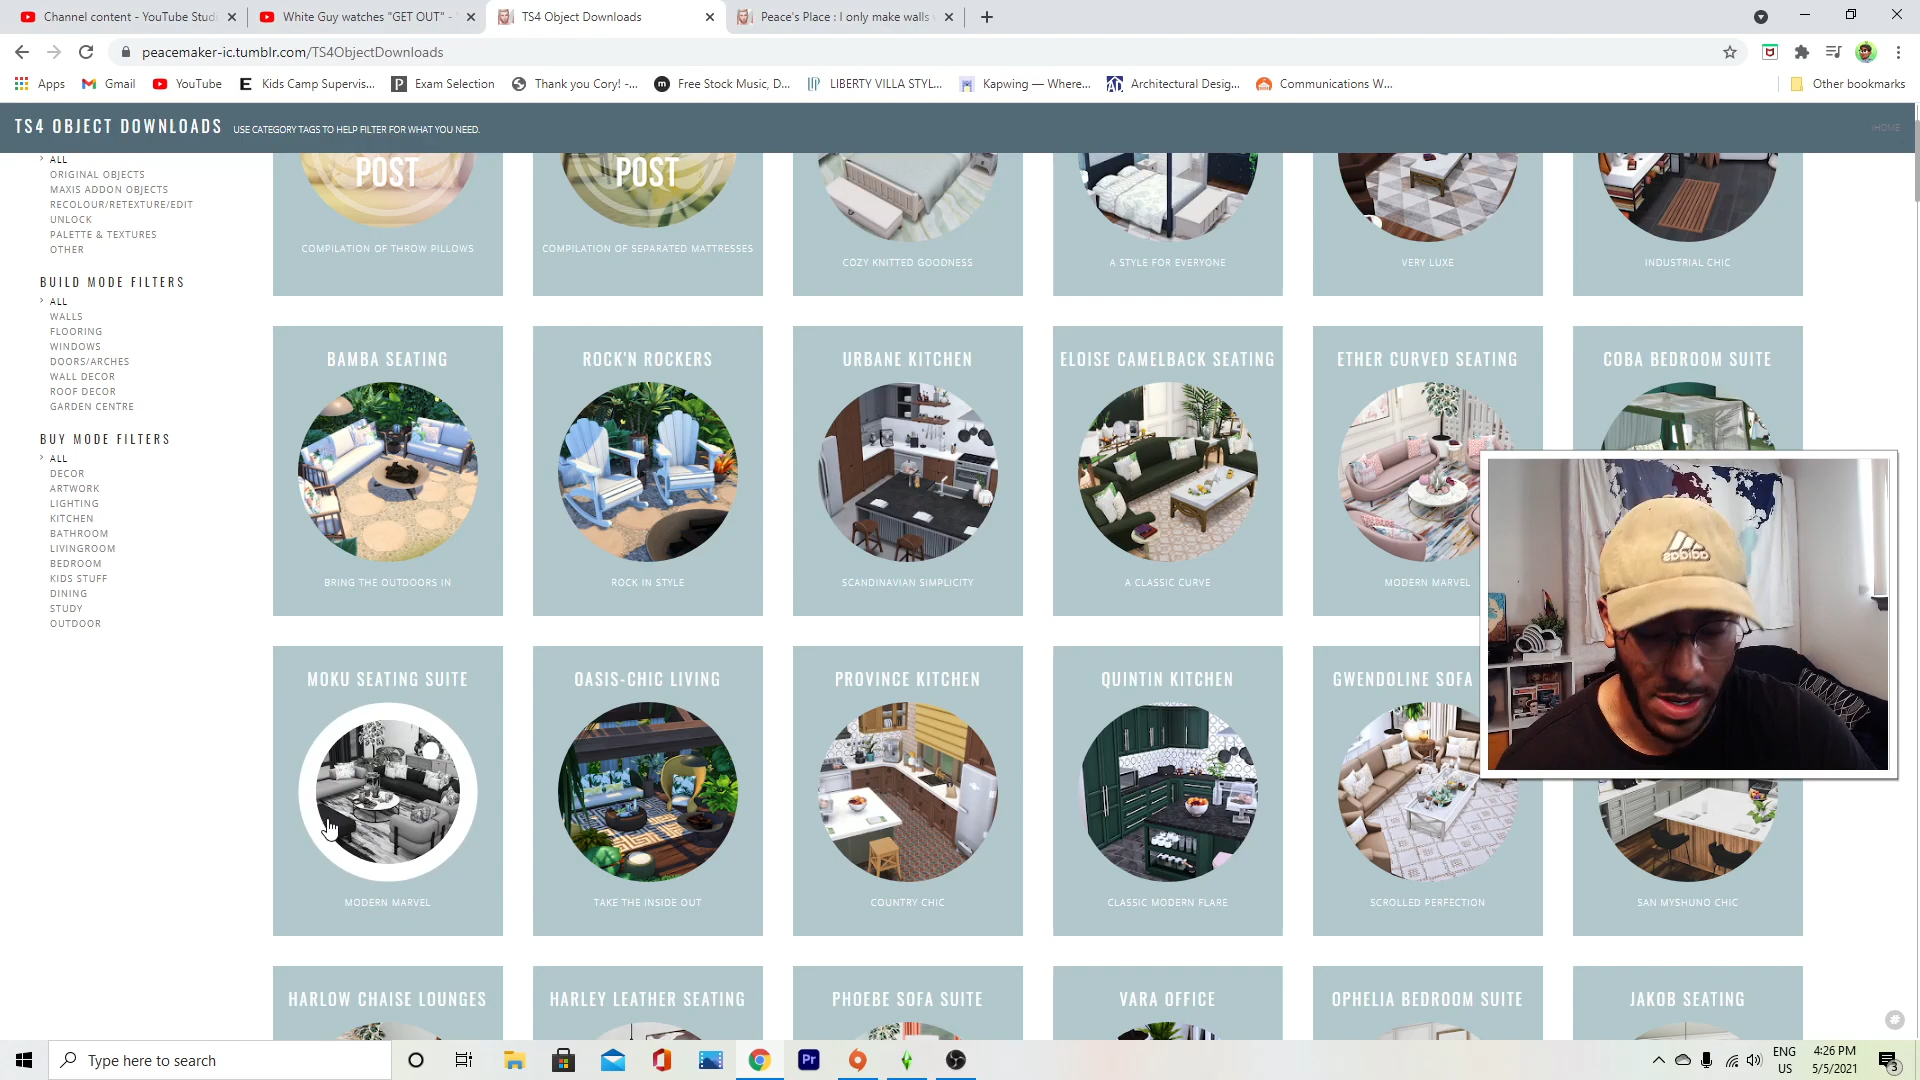 Channel content - YouTube Studi
White Guy watches "GET OUT" -
TS4 Object Downloads
Peace's Place : I only make walls
peacemaker-ic.tumblr.com/TS4ObjectDownloads
Apps
Gmail
YouTube
Kids Camp Supervis...
Exam Selection
Thank you Cory! -...
Free Stock Music, D...
LIBERTY VILLA STYL...
Kapwing — Where...
Architectural Desig...
Communications W...
Other bookmarks
TS4 OBJECT DOWNLOADS
USE CATEGORY TAGS TO HELP FILTER FOR WHAT YOU NEED.
HOME
ALL
ORIGINAL OBJECTS
MAXIS ADDON OBJECTS
RECOLOUR/RETEXTURE/EDIT
UNLOCK
PALETTE & TEXTURES
OTHER
BUILD MODE FILTERS
ALL
WALLS
FLOORING
WINDOWS
DOORS/ARCHES
WALL DECOR
ROOF DECOR
GARDEN CENTRE
BUY MODE FILTERS
ALL
DECOR
ARTWORK
LIGHTING
KITCHEN
BATHROOM
LIVINGROOM
BEDROOM
KIDS STUFF
DINING
STUDY
OUTDOOR
POST
POST
COMPILATION OF THROW PILLOWS
COMPILATION OF SEPARATED MATTRESSES
COZY KNITTED GOODNESS
A STYLE FOR EVERYONE
VERY LUXE
INDUSTRIAL CHIC
BAMBA SEATING
ROCK'N ROCKERS
URBANE KITCHEN
ELOISE CAMELBACK SEATING
ETHER CURVED SEATING
COBA BEDROOM SUITE
BRING THE OUTDOORS IN
ROCK IN STYLE
SCANDINAVIAN SIMPLICITY
A CLASSIC CURVE
MODERN MARVEL
adidas
MOKU SEATING SUITE
OASIS-CHIC LIVING
PROVINCE KITCHEN
QUINTIN KITCHEN
GWENDOLINE SOFA
MODERN MARVEL
TAKE THE INSIDE OUT
COUNTRY CHIC
CLASSIC MODERN FLARE
SCROLLED PERFECTION
SAN MYSHUNO CHIC
HARLOW CHAISE LOUNGES
HARLEY LEATHER SEATING
PHOEBE SOFA SUITE
VARA OFFICE
OPHELIA BEDROOM SUITE
JAKOB SEATING
Type here to search
Pr
ENG
US
4:26 PM
5/5/2021
3